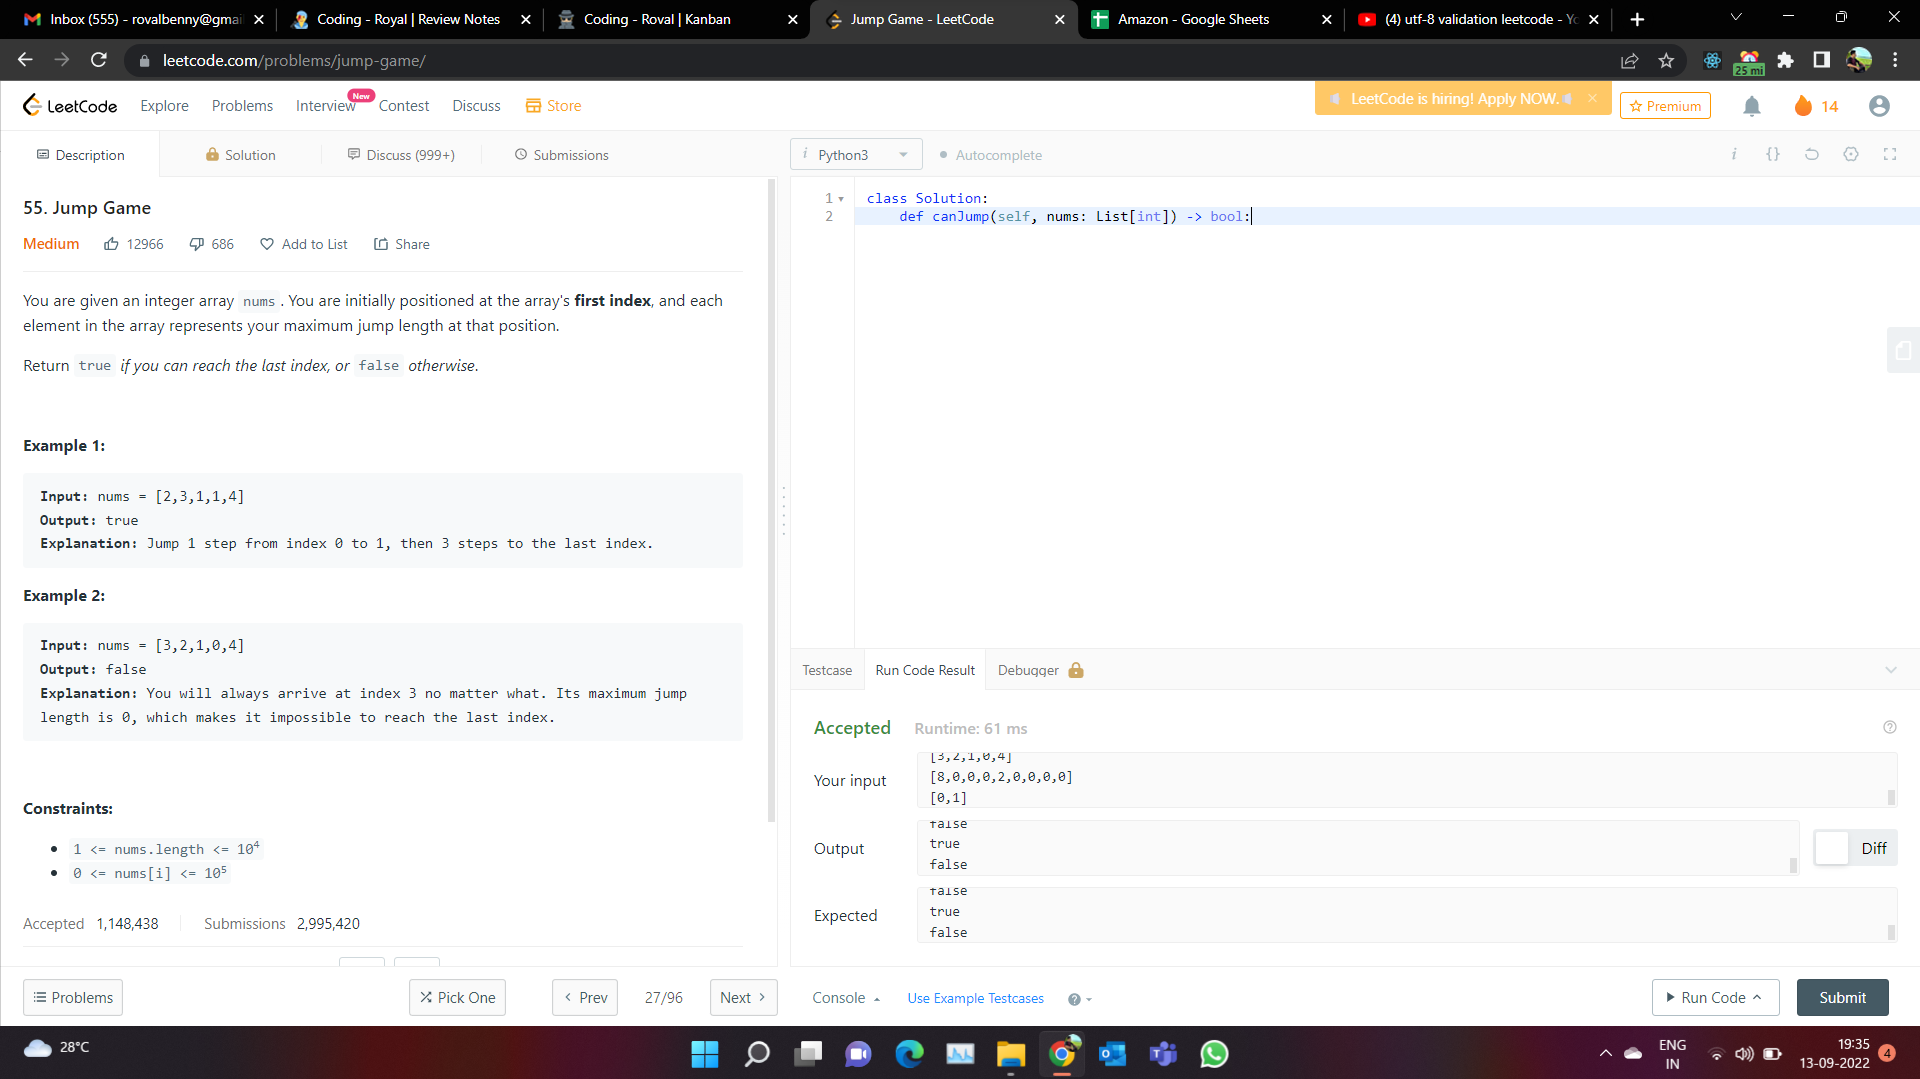 Inbox (555) - rovalbenny@gmai
Coding - Royal | Review Notes
Coding - Roval | Kanban
Jump Game - LeetCode
Amazon - Google Sheets
(4) utf-8 validation leetcode - Yo
leetcode.com/problems/jump-game/
25 mi
LeetCode
Explore
Problems
Interview
New
Contest
Discuss
Store
LeetCode is hiring! Apply NOW.
Premium
14
Description
Solution
Discuss (999+)
Submissions
i Python3
Autocomplete
i {}
55. Jump Game
Medium
12966
686
Add to List
Share
You are given an integer array nums. You are initially positioned at the array's first index, and each
element in the array represents your maximum jump length at that position.
Return true if you can reach the last index, or false otherwise.
Example 1:
Input: nums = [2,3,1,1,4]
Output: true
Explanation: Jump 1 step from index 0 to 1, then 3 steps to the last index.
Example 2:
Input: nums = [3,2,1,0,4]
Output: false
Explanation: You will always arrive at index 3 no matter what. Its maximum jump
length is 0, which makes it impossible to reach the last index.
Constraints:
• 1 <= nums.length <= 10⁴
• 0 <= nums[i] <= 10⁵
Accepted 1,148,438
Submissions 2,995,420
Problems
Pick One
Prev
27/96
Next
1 class Solution:
2 def canJump(self, nums: List[int]) -> bool:
Testcase
Run Code Result
Debugger
Accepted
Runtime: 61 ms
Your input
[3,2,1,0,4]
[8,0,0,0,2,0,0,0,0]
[0,1]
Output
false
true
false
Diff
Expected
false
true
false
Console
Use Example Testcases
Run Code
Submit
28°C
ENG
IN
19:35
13-09-2022
4